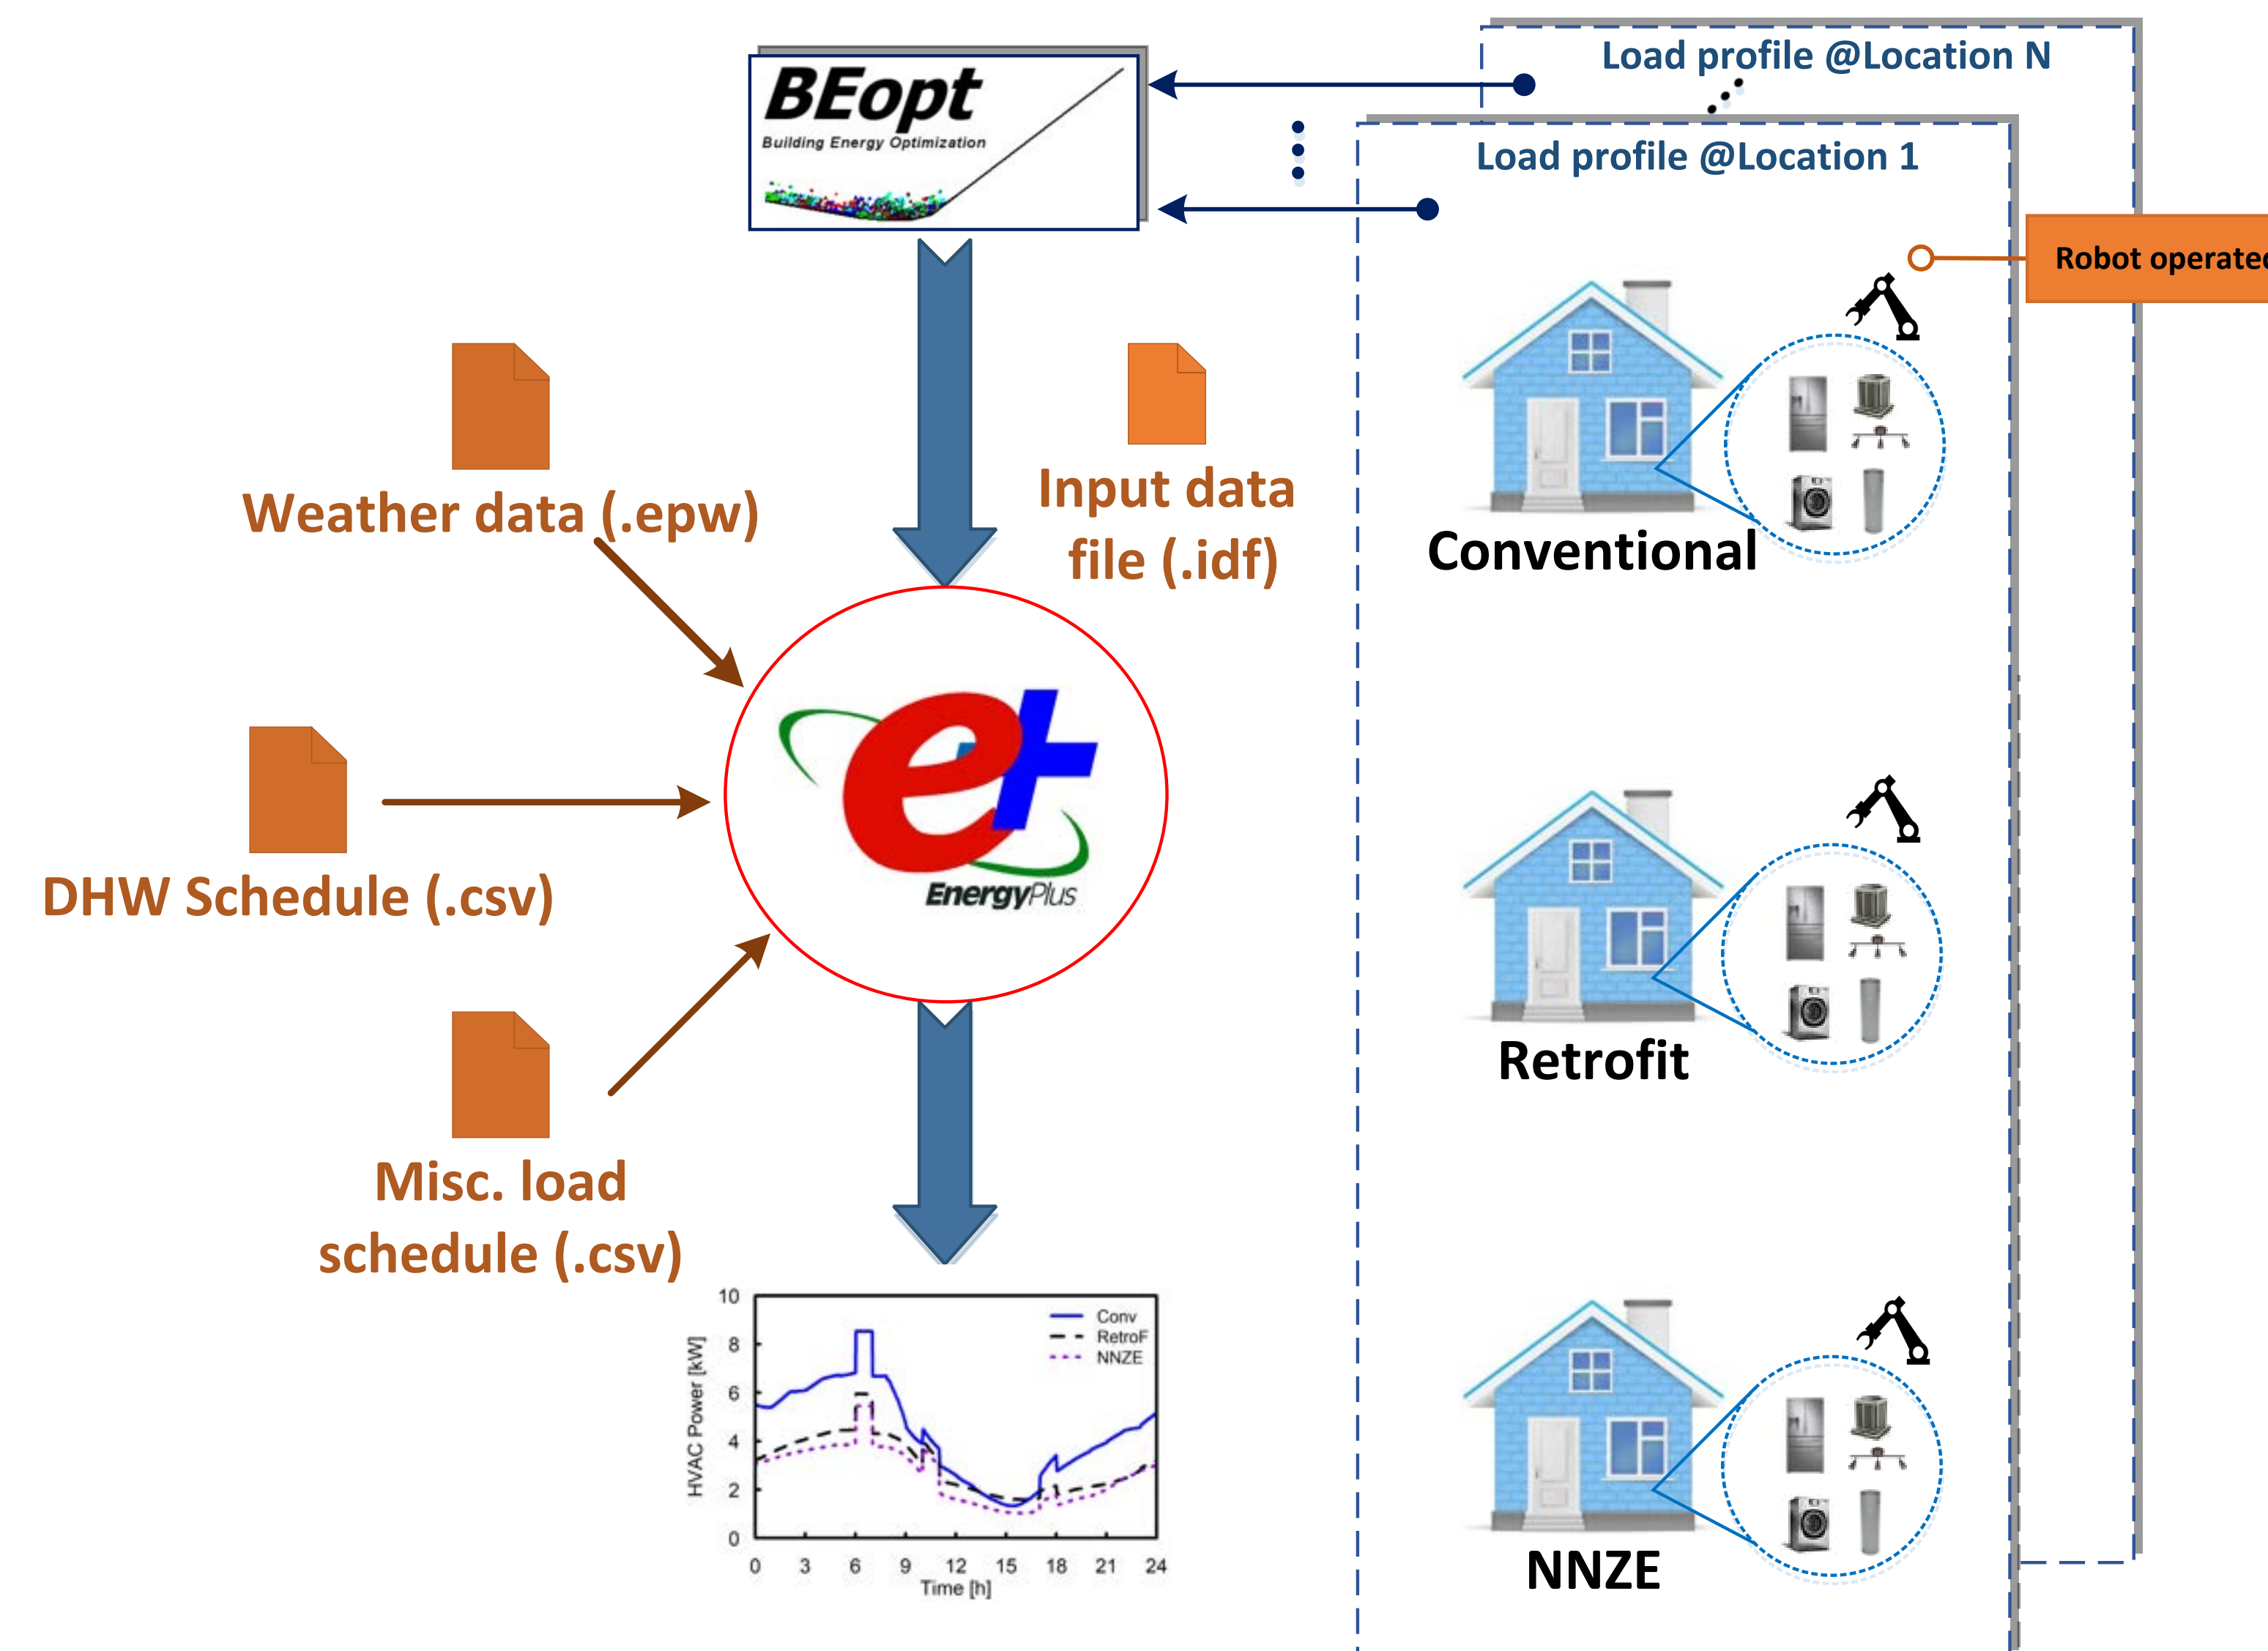 BEopt
Building Energy Optimization
Load profile @Location N
Load profile @Location 1
Robot operated
Weather data (.epw)
Input data
file (.idf)
Conventional
e+
EnergyPlus
DHW Schedule (.csv)
Misc. load
schedule (.csv)
Retrofit
NNZE
10
8
6
4
2
0
HVAC Power [kW]
Conv
RetroF
NNZE
0 3 6 9 12 15 18 21 24
Time [h]